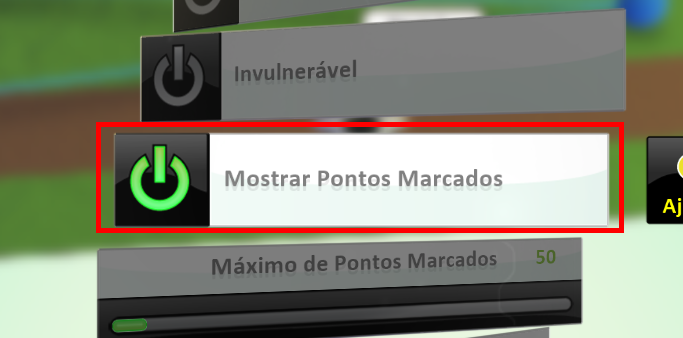 Invulnerável
Mostrar Pontos Marcados
Máximo de Pontos Marcados 50